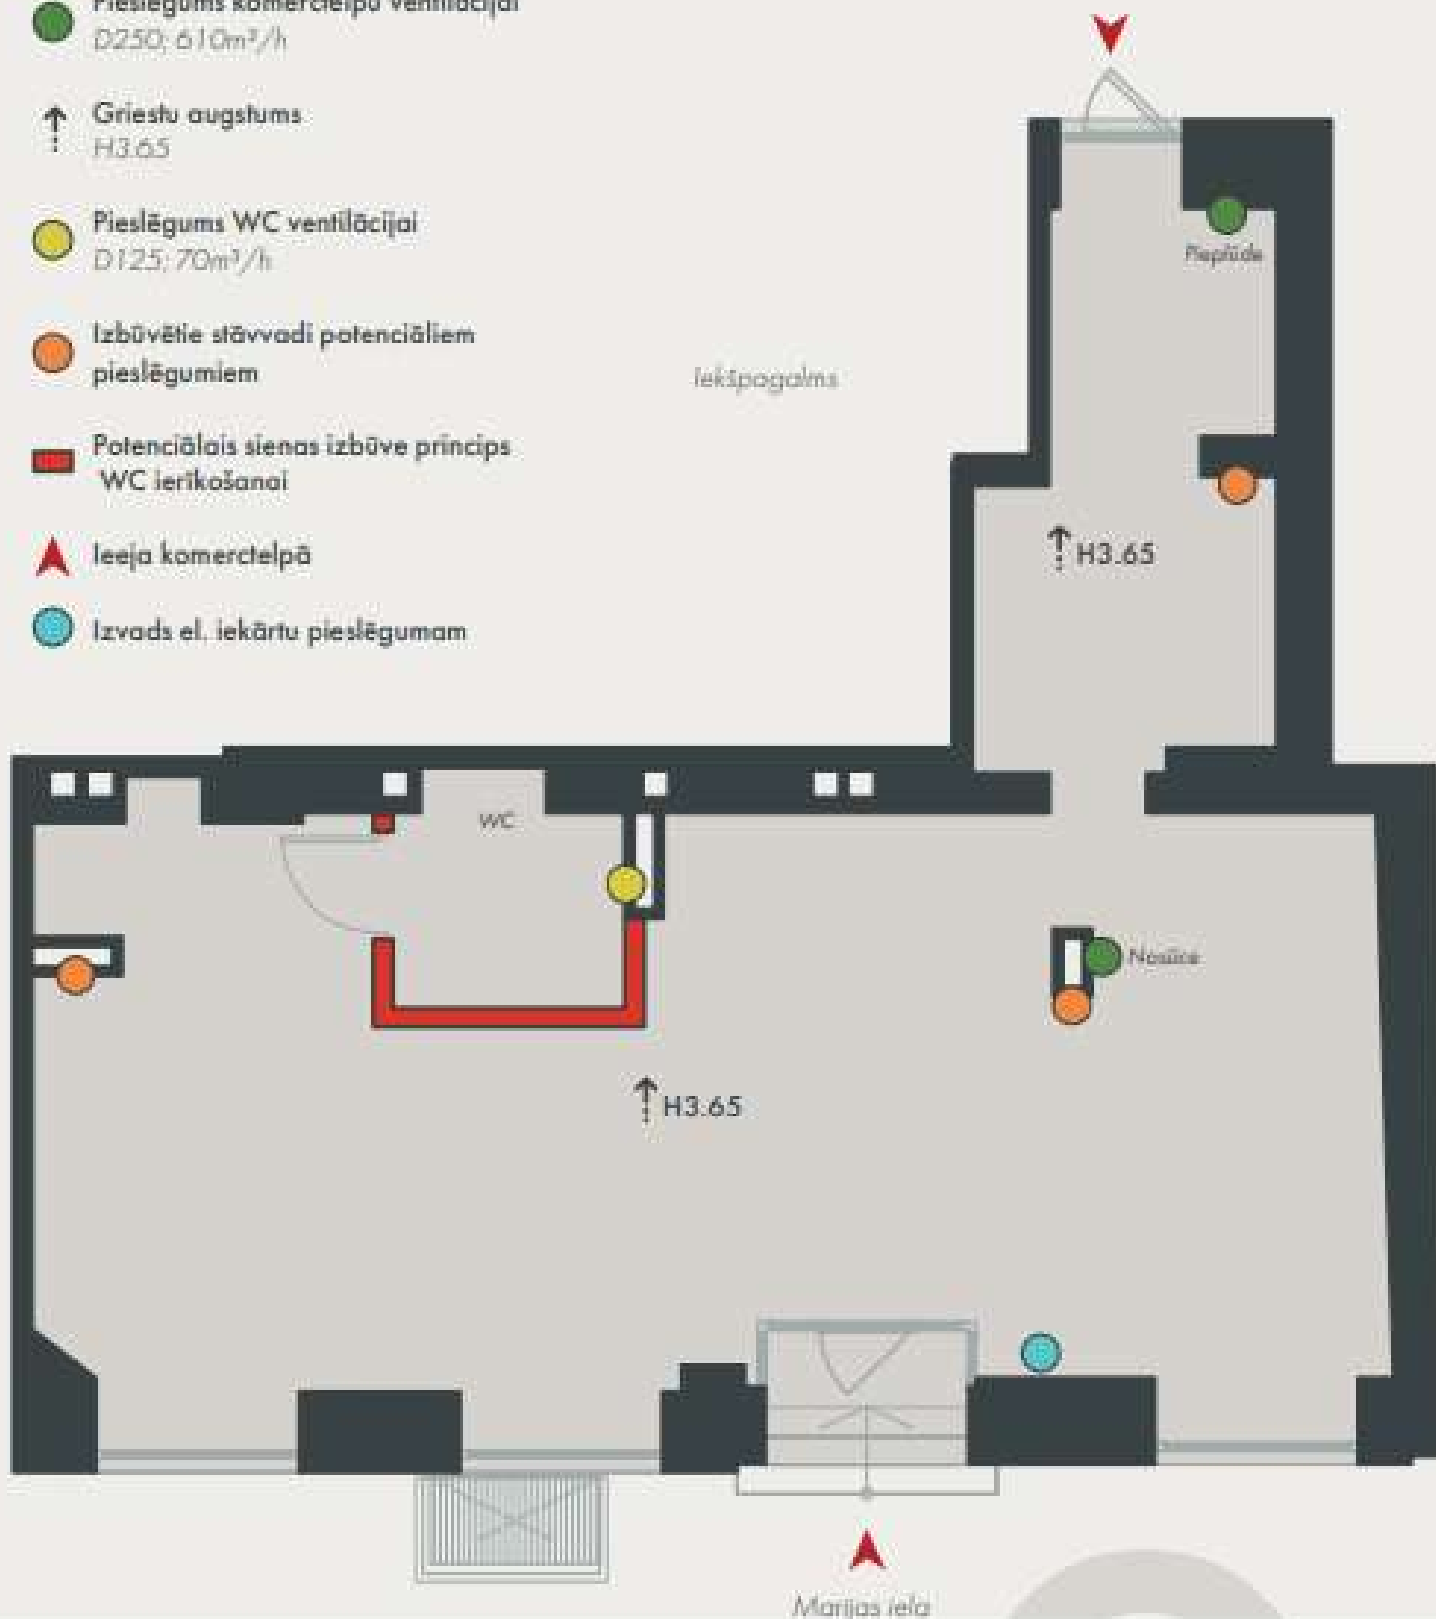 Pieslēgums komerctelpu ventilācijai
D250; 610m³/h
Griestu augstums
H3.65
Pieslēgums WC ventilācijai
D125; 70m³/h
Izbūvētie stāvvadi potenciāliem
pieslēgumiem
Potenciālais sienas izbūve princips
WC ierīkošanai
Ieeja komerctelpā
Izvads el. iekārtu pieslēgumam
Pieplūde
Iekšpagalms
H3.65
WC
Nosūce
H3.65
Marijas iela